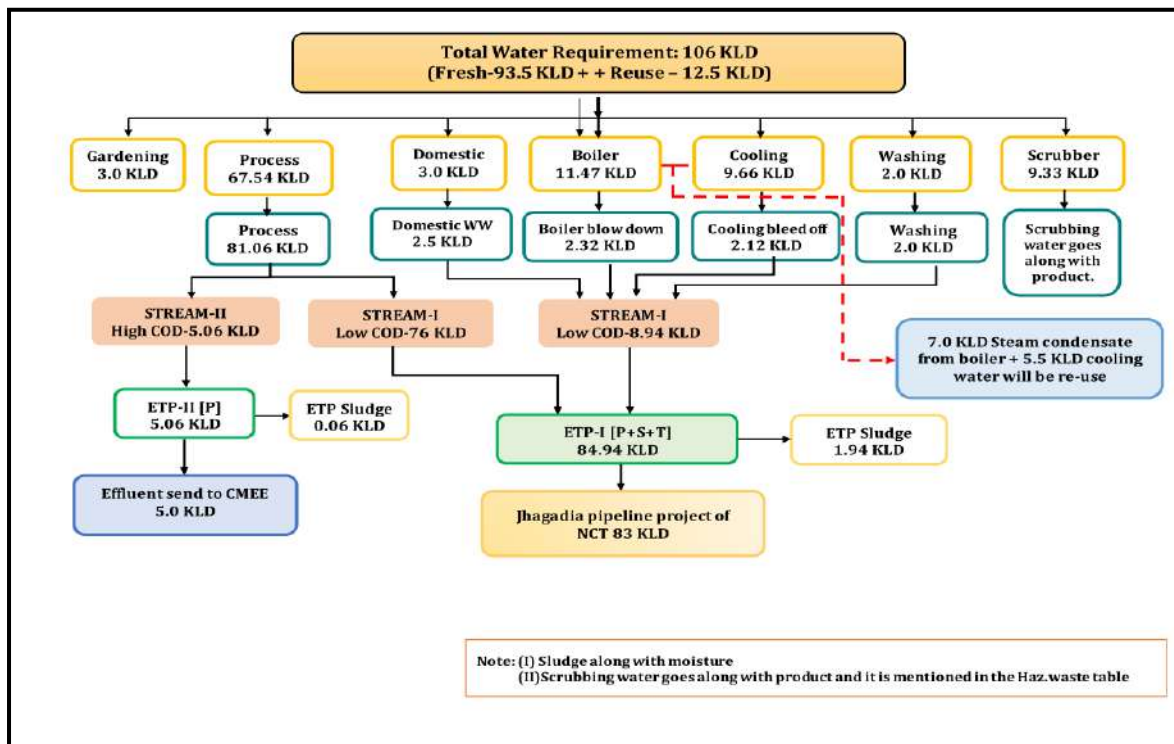 Total Water Requirement: 106 KLD
(Fresh-93.5 KLD + + Reuse – 12.5 KLD)
Gardening
3.0 KLD
Process
67.54 KLD
Domestic
3.0 KLD
Boiler
11.47 KLD
Cooling
9.66 KLD
Washing
2.0 KLD
Scrubber
9.33 KLD
Process
81.06 KLD
Domestic WW
2.5 KLD
Boiler blow down
2.32 KLD
Cooling bleed off
2.12 KLD
Washing
2.0 KLD
Scrubbing
water goes
along with
product.
STREAM-II
High COD-5.06 KLD
STREAM-I
Low COD-76 KLD
STREAM-I
Low COD-8.94 KLD
7.0 KLD Steam condensate
from boiler + 5.5 KLD cooling
water will be re-use
ETP-II [P]
5.06 KLD
ETP Sludge
0.06 KLD
ETP-I [P+S+T]
84.94 KLD
ETP Sludge
1.94 KLD
Effluent send to CMEE
5.0 KLD
Jhagadia pipeline project of
NCT 83 KLD
Note: (I) Sludge along with moisture
(II)Scrubbing water goes along with product and it is mentioned in the Haz.waste table